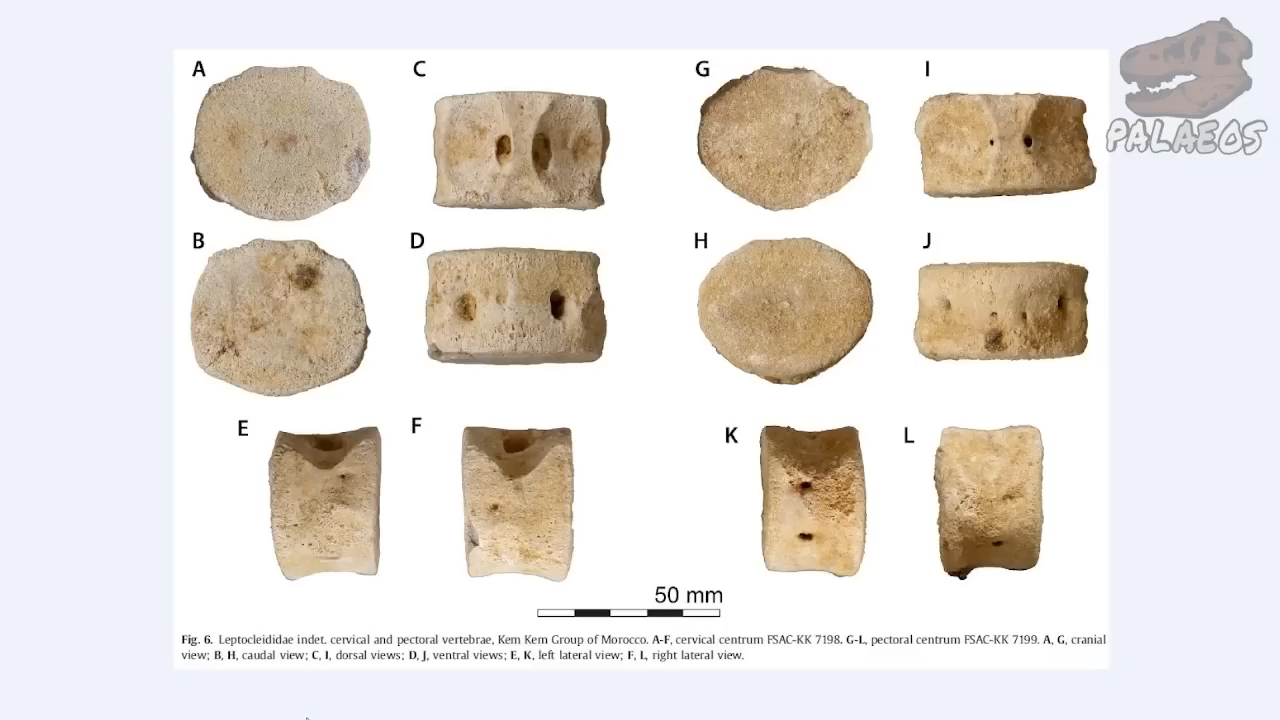 PALAEOS
A
C
G
I
B
D
H
J
E
F
K
L
50 mm
Fig. 6. Leptocleididae indet. cervical and pectoral vertebrae, Kem Kem Group of Morocco. A-F, cervical centrum FSAC-KK 7198. G-L, pectoral centrum FSAC-KK 7199. A, G, cranial
view; B, H, caudal view; C, I, dorsal views; D, J, ventral views; E, K, left lateral view; F, L, right lateral view.